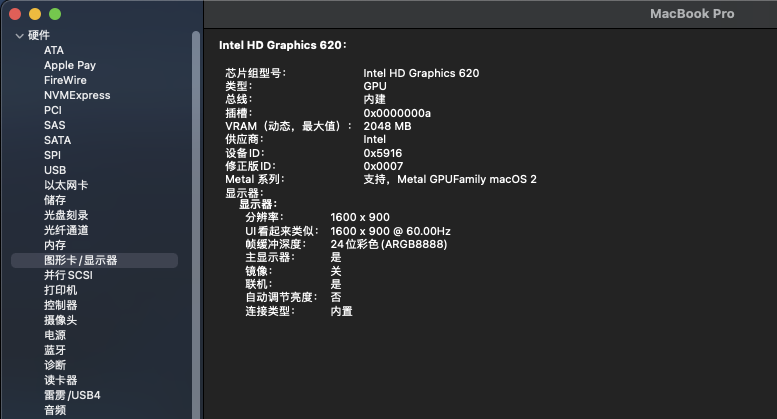 MacBook Pro
硬件
ATA
Apple Pay
FireWire
NVMExpress
PCI
SAS
SATA
SPI
USB
以太网卡
储存
光盘刻录
光纤通道
内存
图形卡/显示器
并行SCSI
打印机
控制器
摄像头
电源
蓝牙
诊断
读卡器
雷雳/USB4
音频
Intel HD Graphics 620：
芯片组型号： Intel HD Graphics 620
类型： GPU
总线： 内建
插槽： 0x0000000a
VRAM（动态，最大值）： 2048 MB
供应商： Intel
设备ID： 0x5916
修正版ID： 0x0007
Metal 系列： 支持，Metal GPUFamily macOS 2
显示器：
显示器：
分辨率： 1600 x 900
UI看起来类似： 1600 x 900 @ 60.00Hz
帧缓冲深度： 24位彩色 (ARGB8888)
主显示器： 是
镜像： 关
联机： 是
自动调节亮度： 否
连接类型： 内置